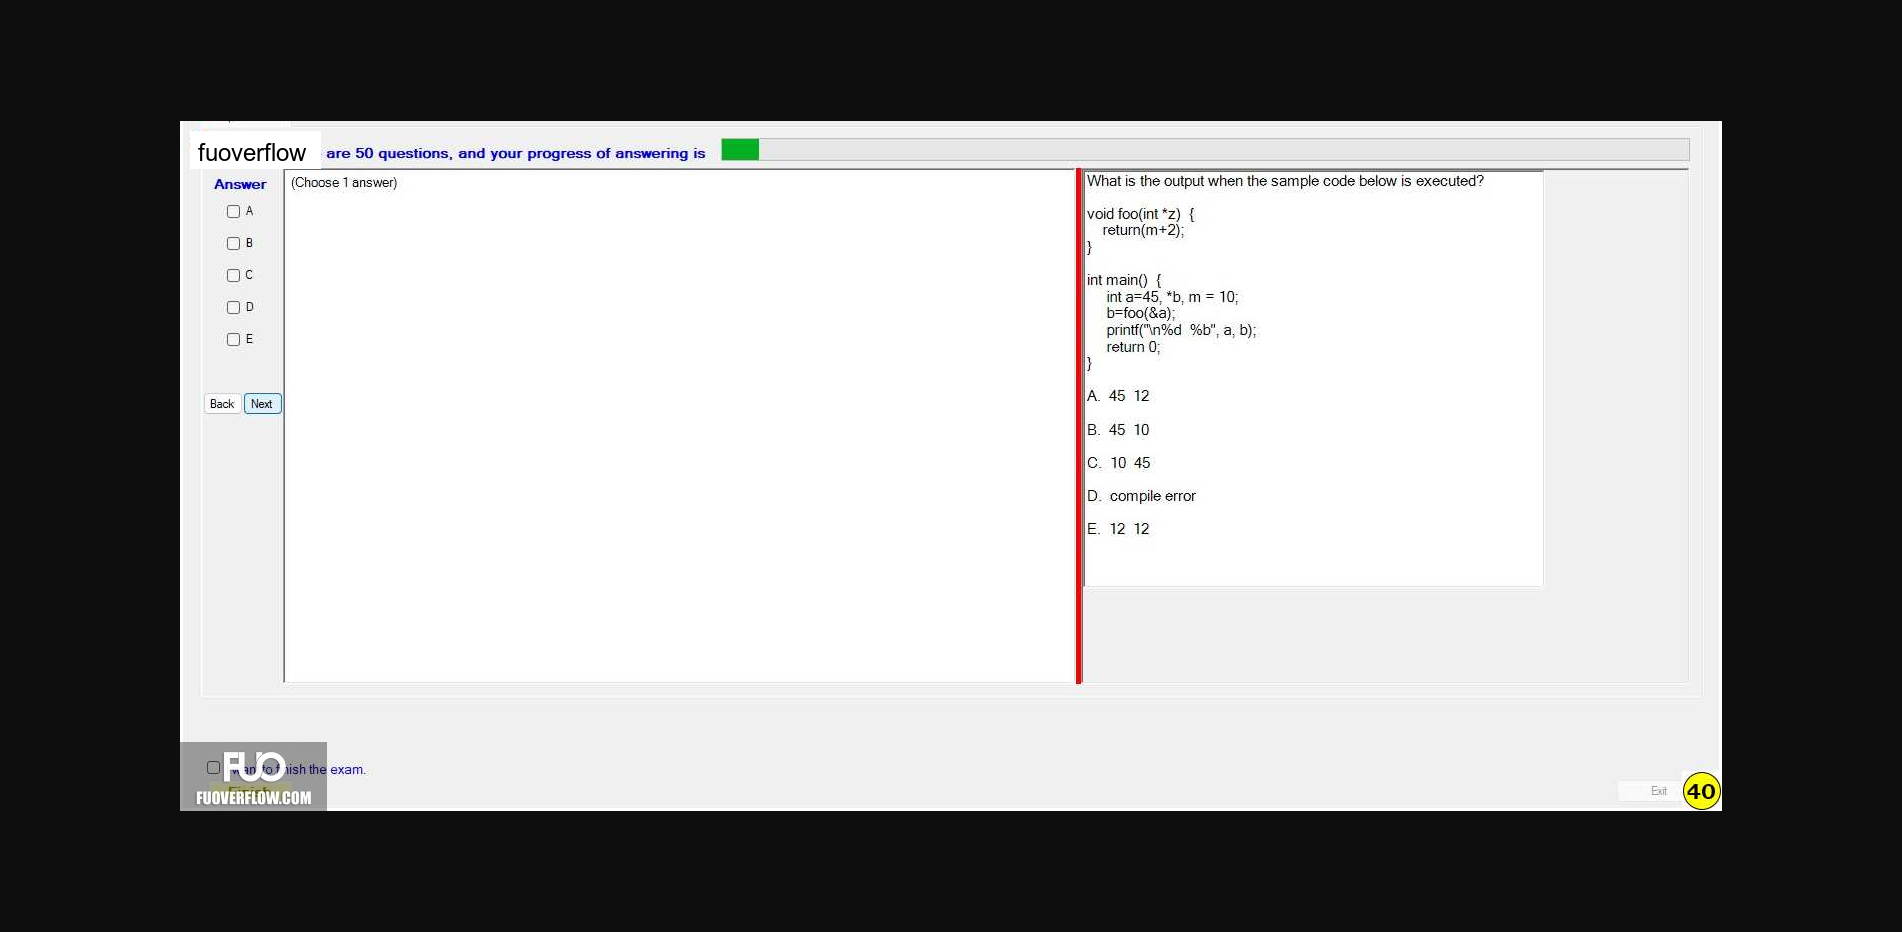 fuoverflow are 50 questions, and your progress of answering is
Answer
A
B
C
D
E
Back Next
(Choose 1 answer)
What is the output when the sample code below is executed?
void foo(int *z) {
return(m+2);
}
int main() {
int a=45, *b, m = 10;
b=foo(&a);
printf("\n%d %b", a, b);
return 0;
}
A. 45 12
B. 45 10
C. 10 45
D. compile error
E. 12 12
FUO
want to finish the exam.
Finish
FUOVERFLOW.COM
Exit
40